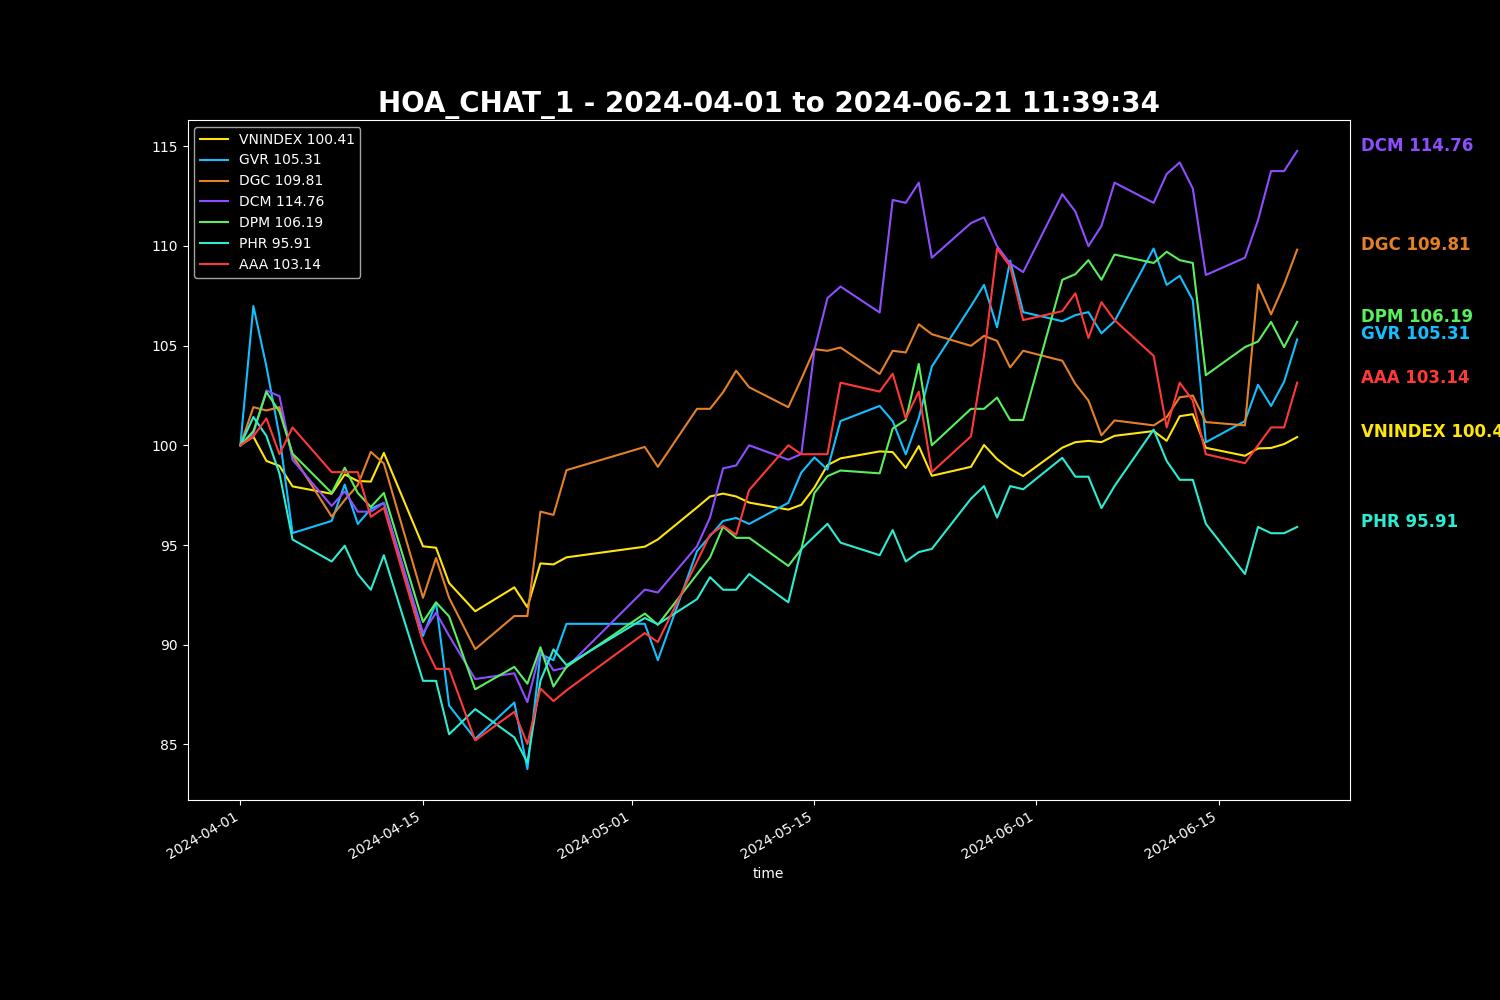 HOA_CHAT_1 - 2024-04-01 to 2024-06-21 11:39:34
VNINDEX 100.41
GVR 105.31
DGC 109.81
DCM 114.76
DPM 106.19
PHR 95.91
AAA 103.14
115
110
105
100
95
90
85
DCM 114.76
DGC 109.81
DPM 106.19
GVR 105.31
AAA 103.14
VNINDEX 100.4
PHR 95.91
2024-04-01
2024-04-15
2024-05-01
2024-05-15
2024-06-01
2024-06-15
time